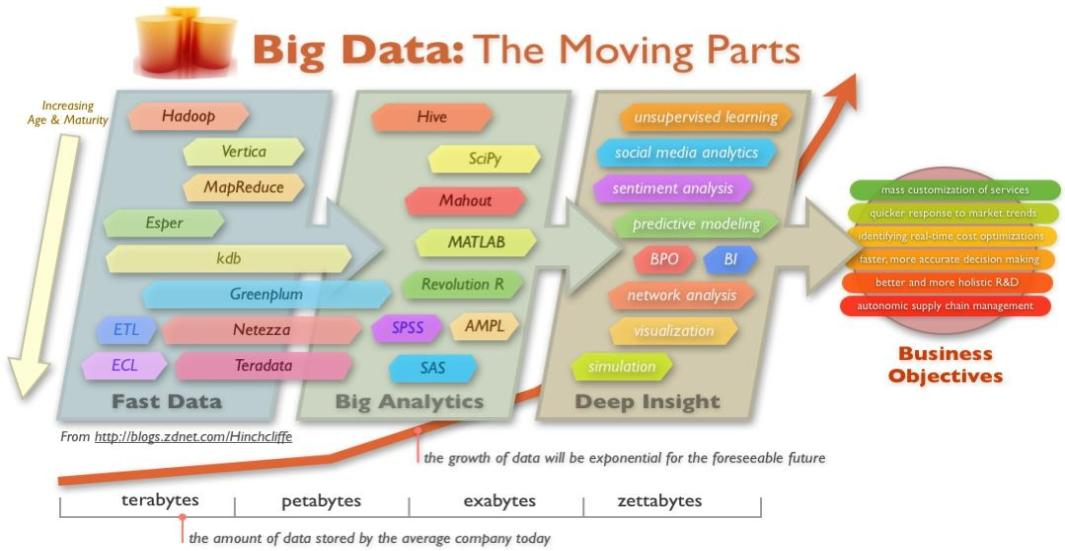 Big Data: The Moving Parts
Increasing
Age & Maturity
Hadoop
Vertica
MapReduce
Esper
kdb
Greenplum
ETL
Netezza
ECL
Teradata
Fast Data
Hive
SciPy
Mahout
MATLAB
Revolution R
SPSS
AMPL
SAS
Big Analytics
unsupervised learning
social media analytics
sentiment analysis
predictive modeling
BPO
BI
network analysis
visualization
simulation
Deep Insight
mass customization of services
quicker response to market trends
identifying real-time cost optimizations
faster, more accurate decision making
better and more holistic R&D
autonomic supply chain management
Business
Objectives
From http://blogs.zdnet.com/Hinchcliffe
the growth of data will be exponential for the foreseeable future
terabytes
petabytes
exabytes
zettabytes
the amount of data stored by the average company today